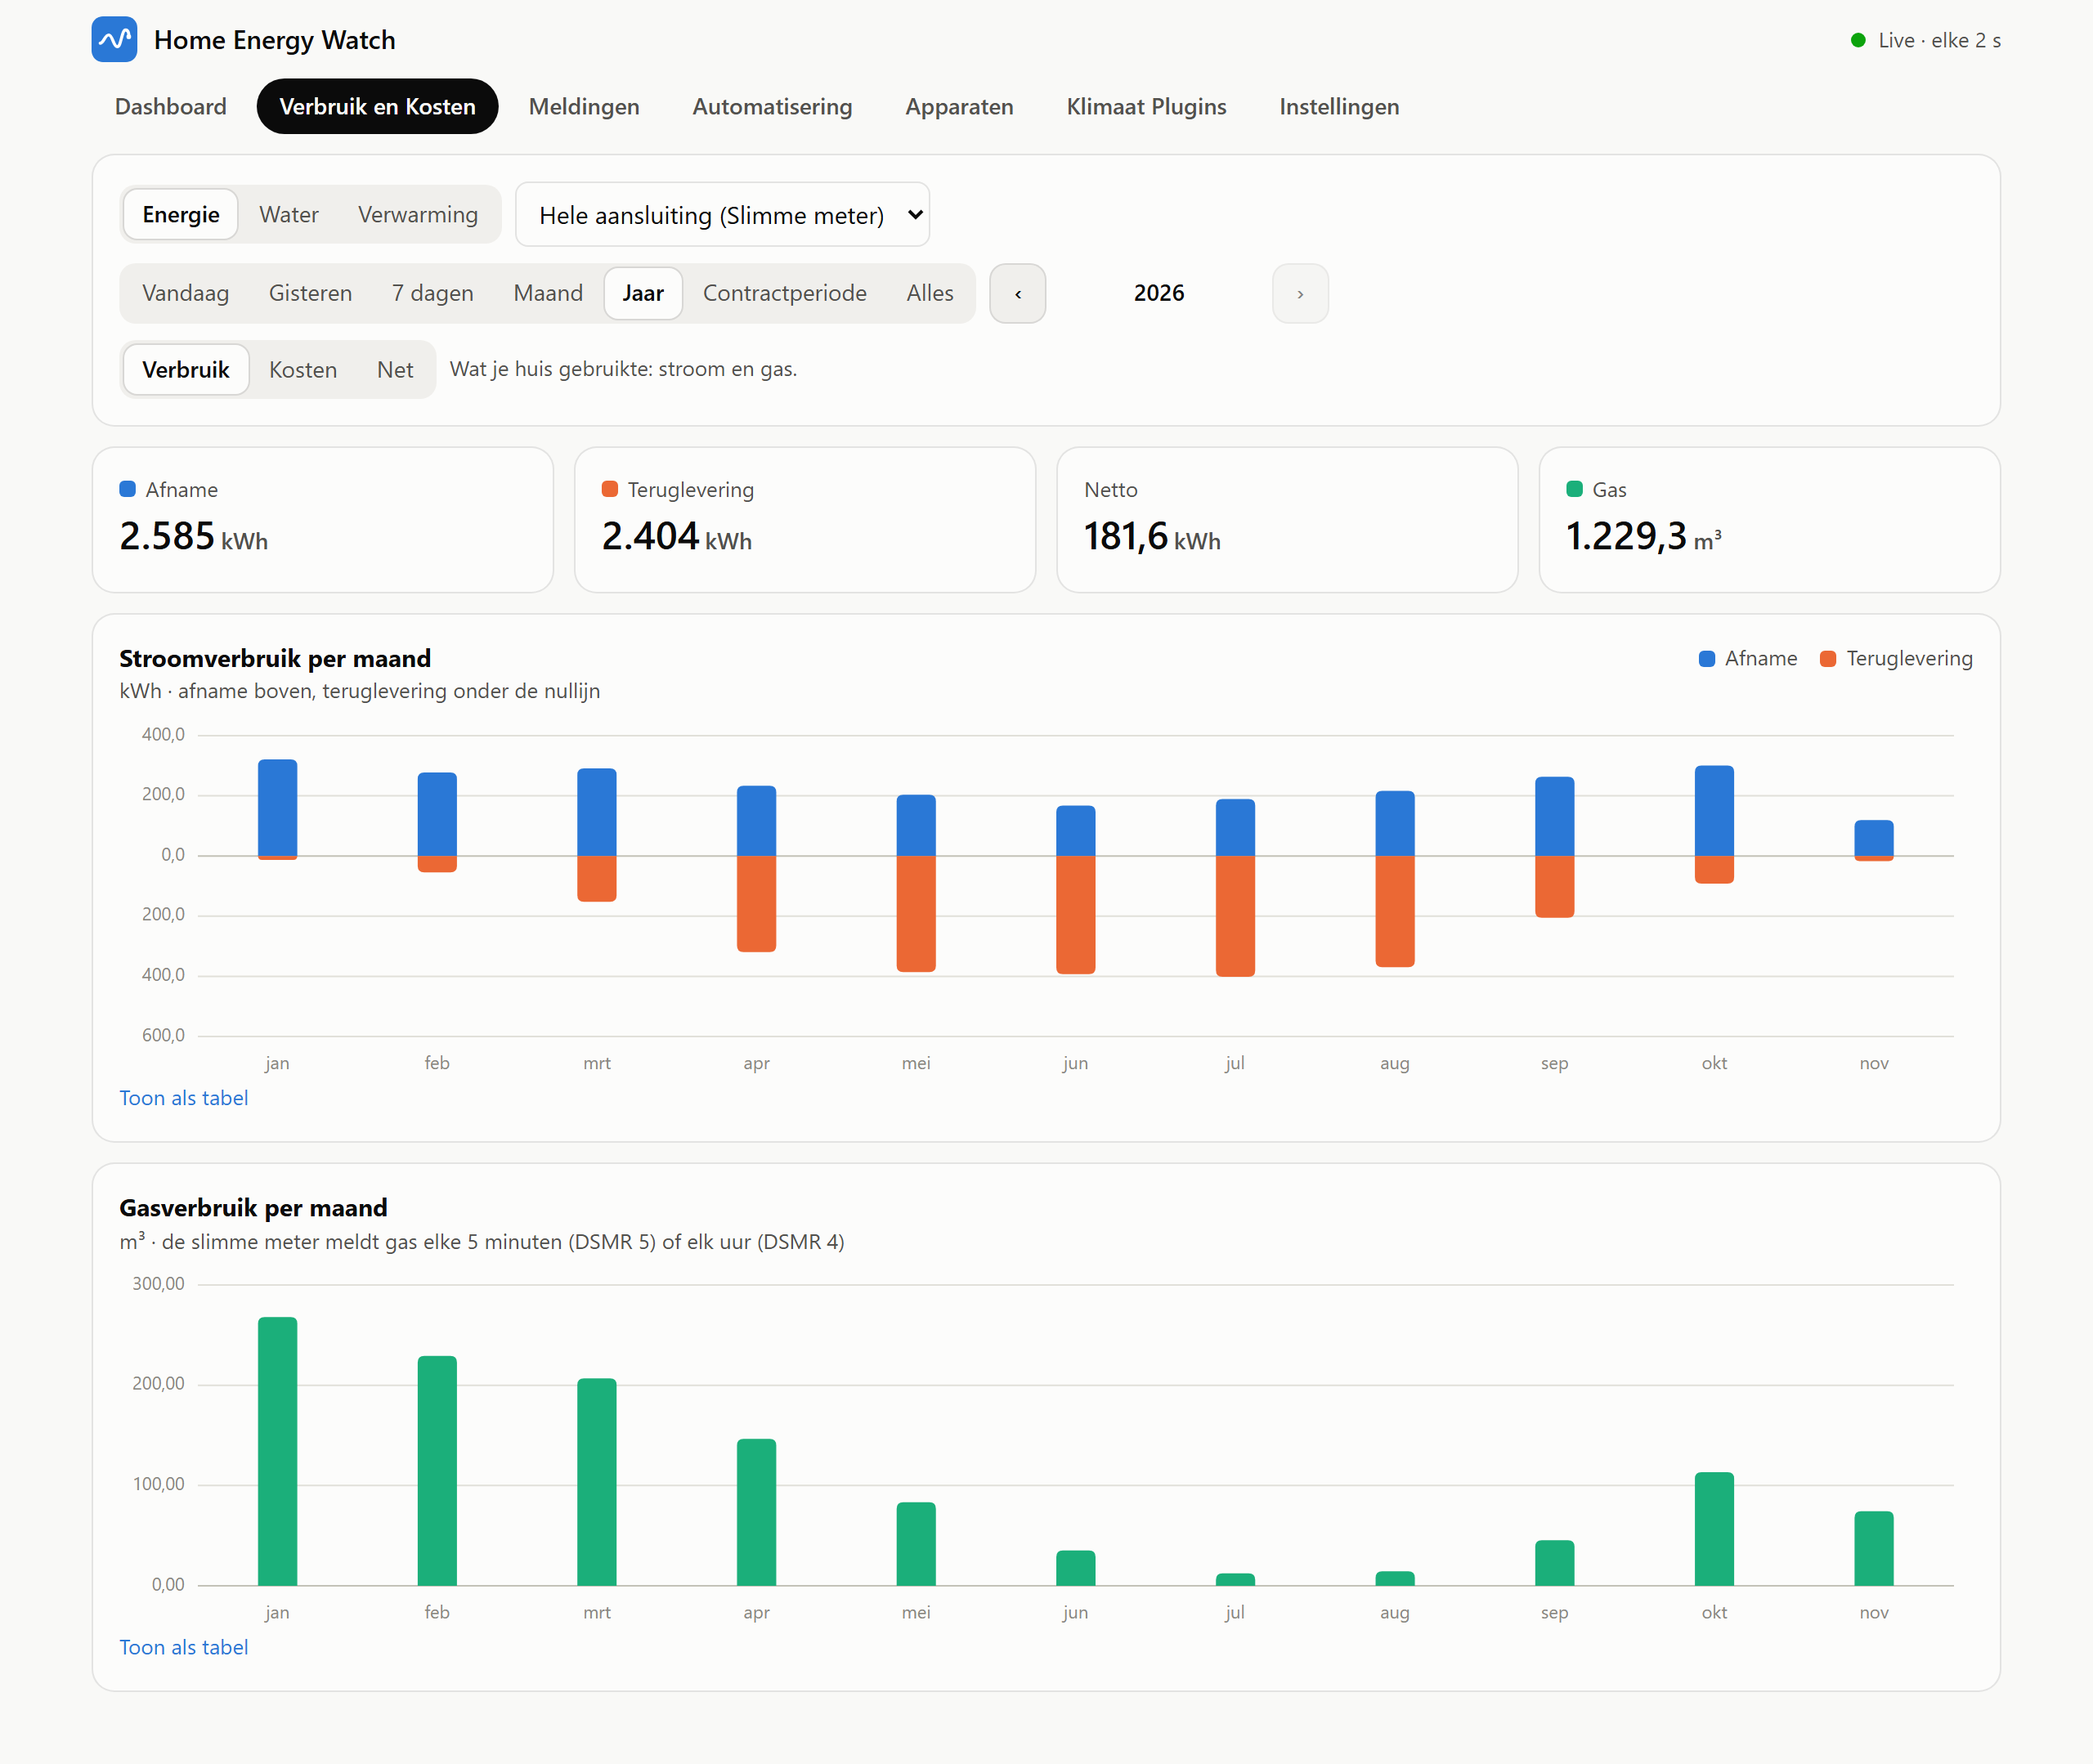 Home Energy Watch
Live · elke 2 s
Dashboard Verbruik en Kosten Meldingen Automatisering Apparaten Klimaat Plugins Instellingen
Energie Water Verwarming Hele aansluiting (Slimme meter)
Vandaag Gisteren 7 dagen Maand Jaar Contractperiode Alles ‹ 2026 ›
Verbruik Kosten Net Wat je huis gebruikte: stroom en gas.
Afname
2.585 kWh
Teruglevering
2.404 kWh
Netto
181,6 kWh
Gas
1.229,3 m³
Stroomverbruik per maand
Afname Teruglevering
kWh · afname boven, teruglevering onder de nullijn
400,0
200,0
0,0
200,0
400,0
600,0
jan feb mrt apr mei jun jul aug sep okt nov
Toon als tabel
Gasverbruik per maand
m³ · de slimme meter meldt gas elke 5 minuten (DSMR 5) of elk uur (DSMR 4)
300,00
200,00
100,00
0,00
jan feb mrt apr mei jun jul aug sep okt nov
Toon als tabel